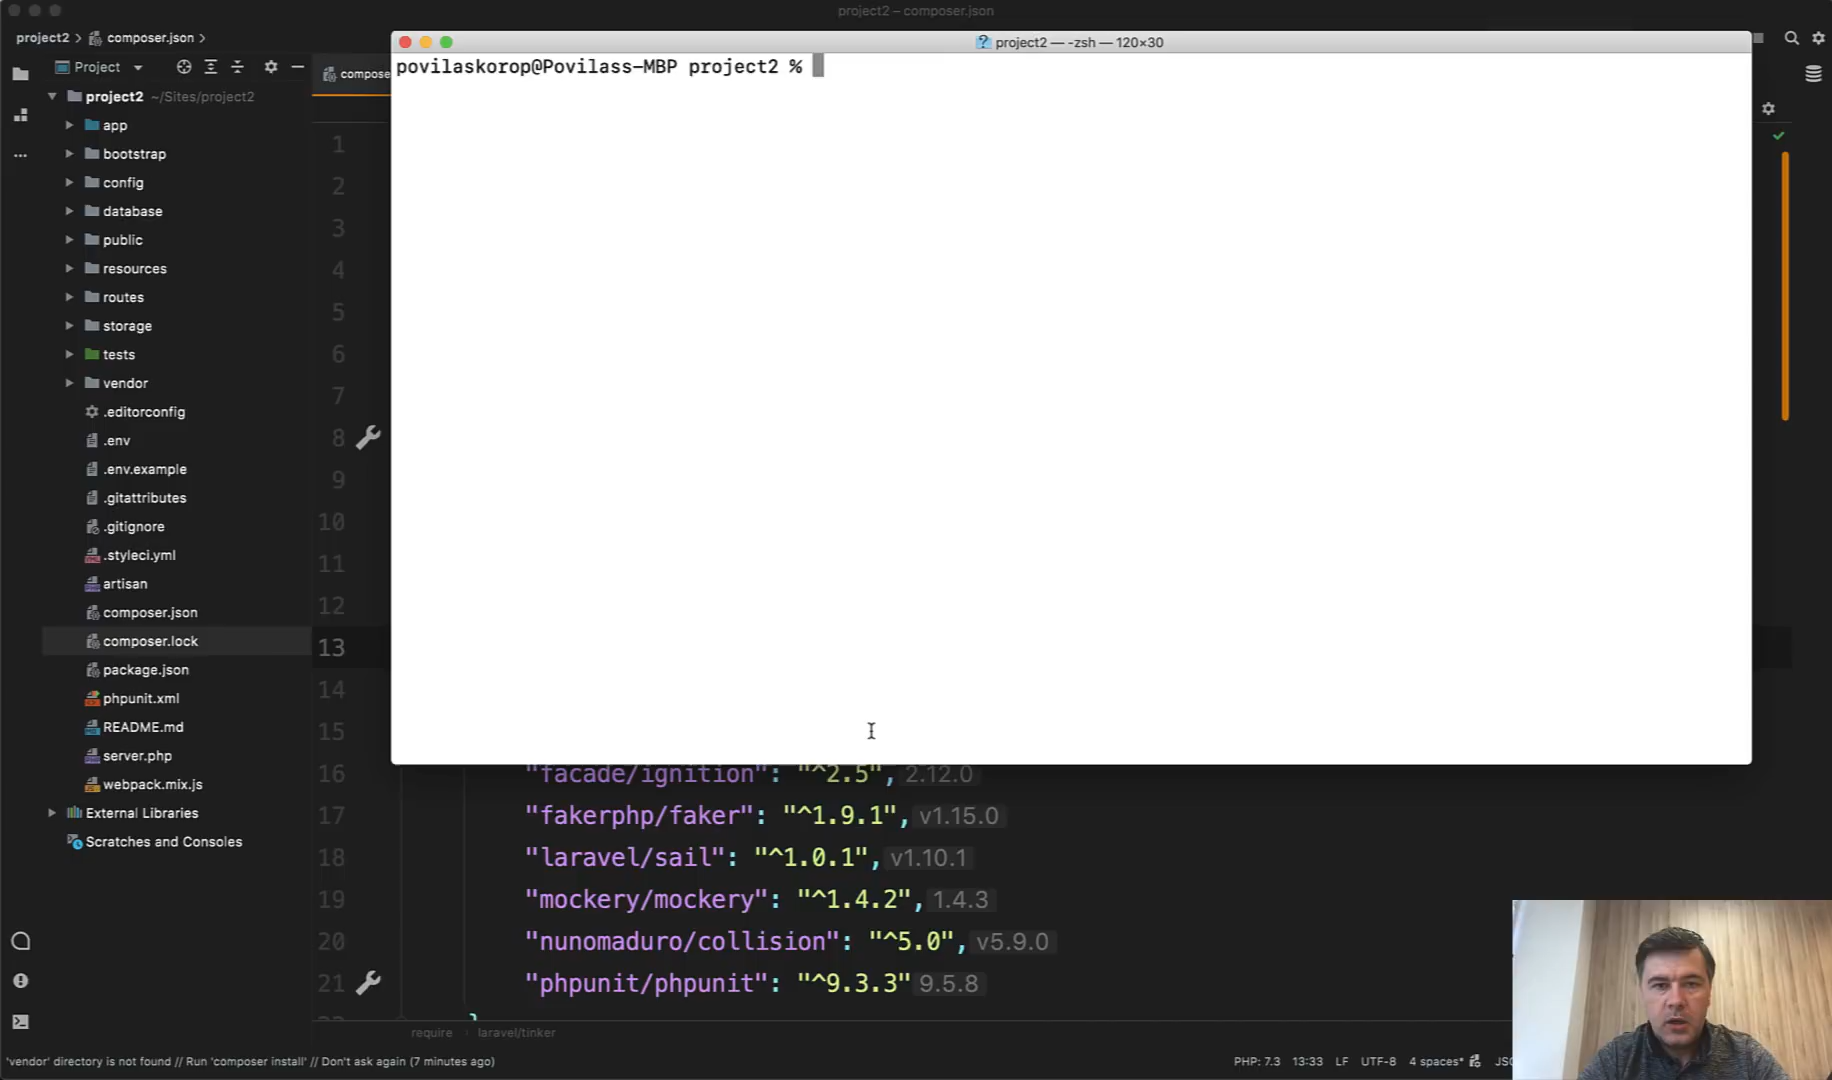 project2 – composer.json
project2
composer.json
Project
compose
project2 — -zsh — 120×30
povilaskorop@Povilass-MBP project2 %
project2 ~/Sites/project2
app
bootstrap
config
database
public
resources
routes
storage
tests
vendor
.editorconfig
.env
.env.example
.gitattributes
.gitignore
.styleci.yml
artisan
composer.json
composer.lock
package.json
phpunit.xml
README.md
server.php
webpack.mix.js
External Libraries
Scratches and Consoles
1
2
3
4
5
6
7
8
9
10
11
12
13
14
15
16 "facade/ignition": "^2.5", 2.12.0
17 "fakerphp/faker": "^1.9.1", v1.15.0
18 "laravel/sail": "^1.0.1", v1.10.1
19 "mockery/mockery": "^1.4.2", 1.4.3
20 "nunomaduro/collision": "^5.0", v5.9.0
21 "phpunit/phpunit": "^9.3.3" 9.5.8
}
require › laravel/tinker
'vendor' directory is not found // Run 'composer install' // Don't ask again (7 minutes ago)
PHP: 7.3 13:33 LF UTF-8 4 spaces*